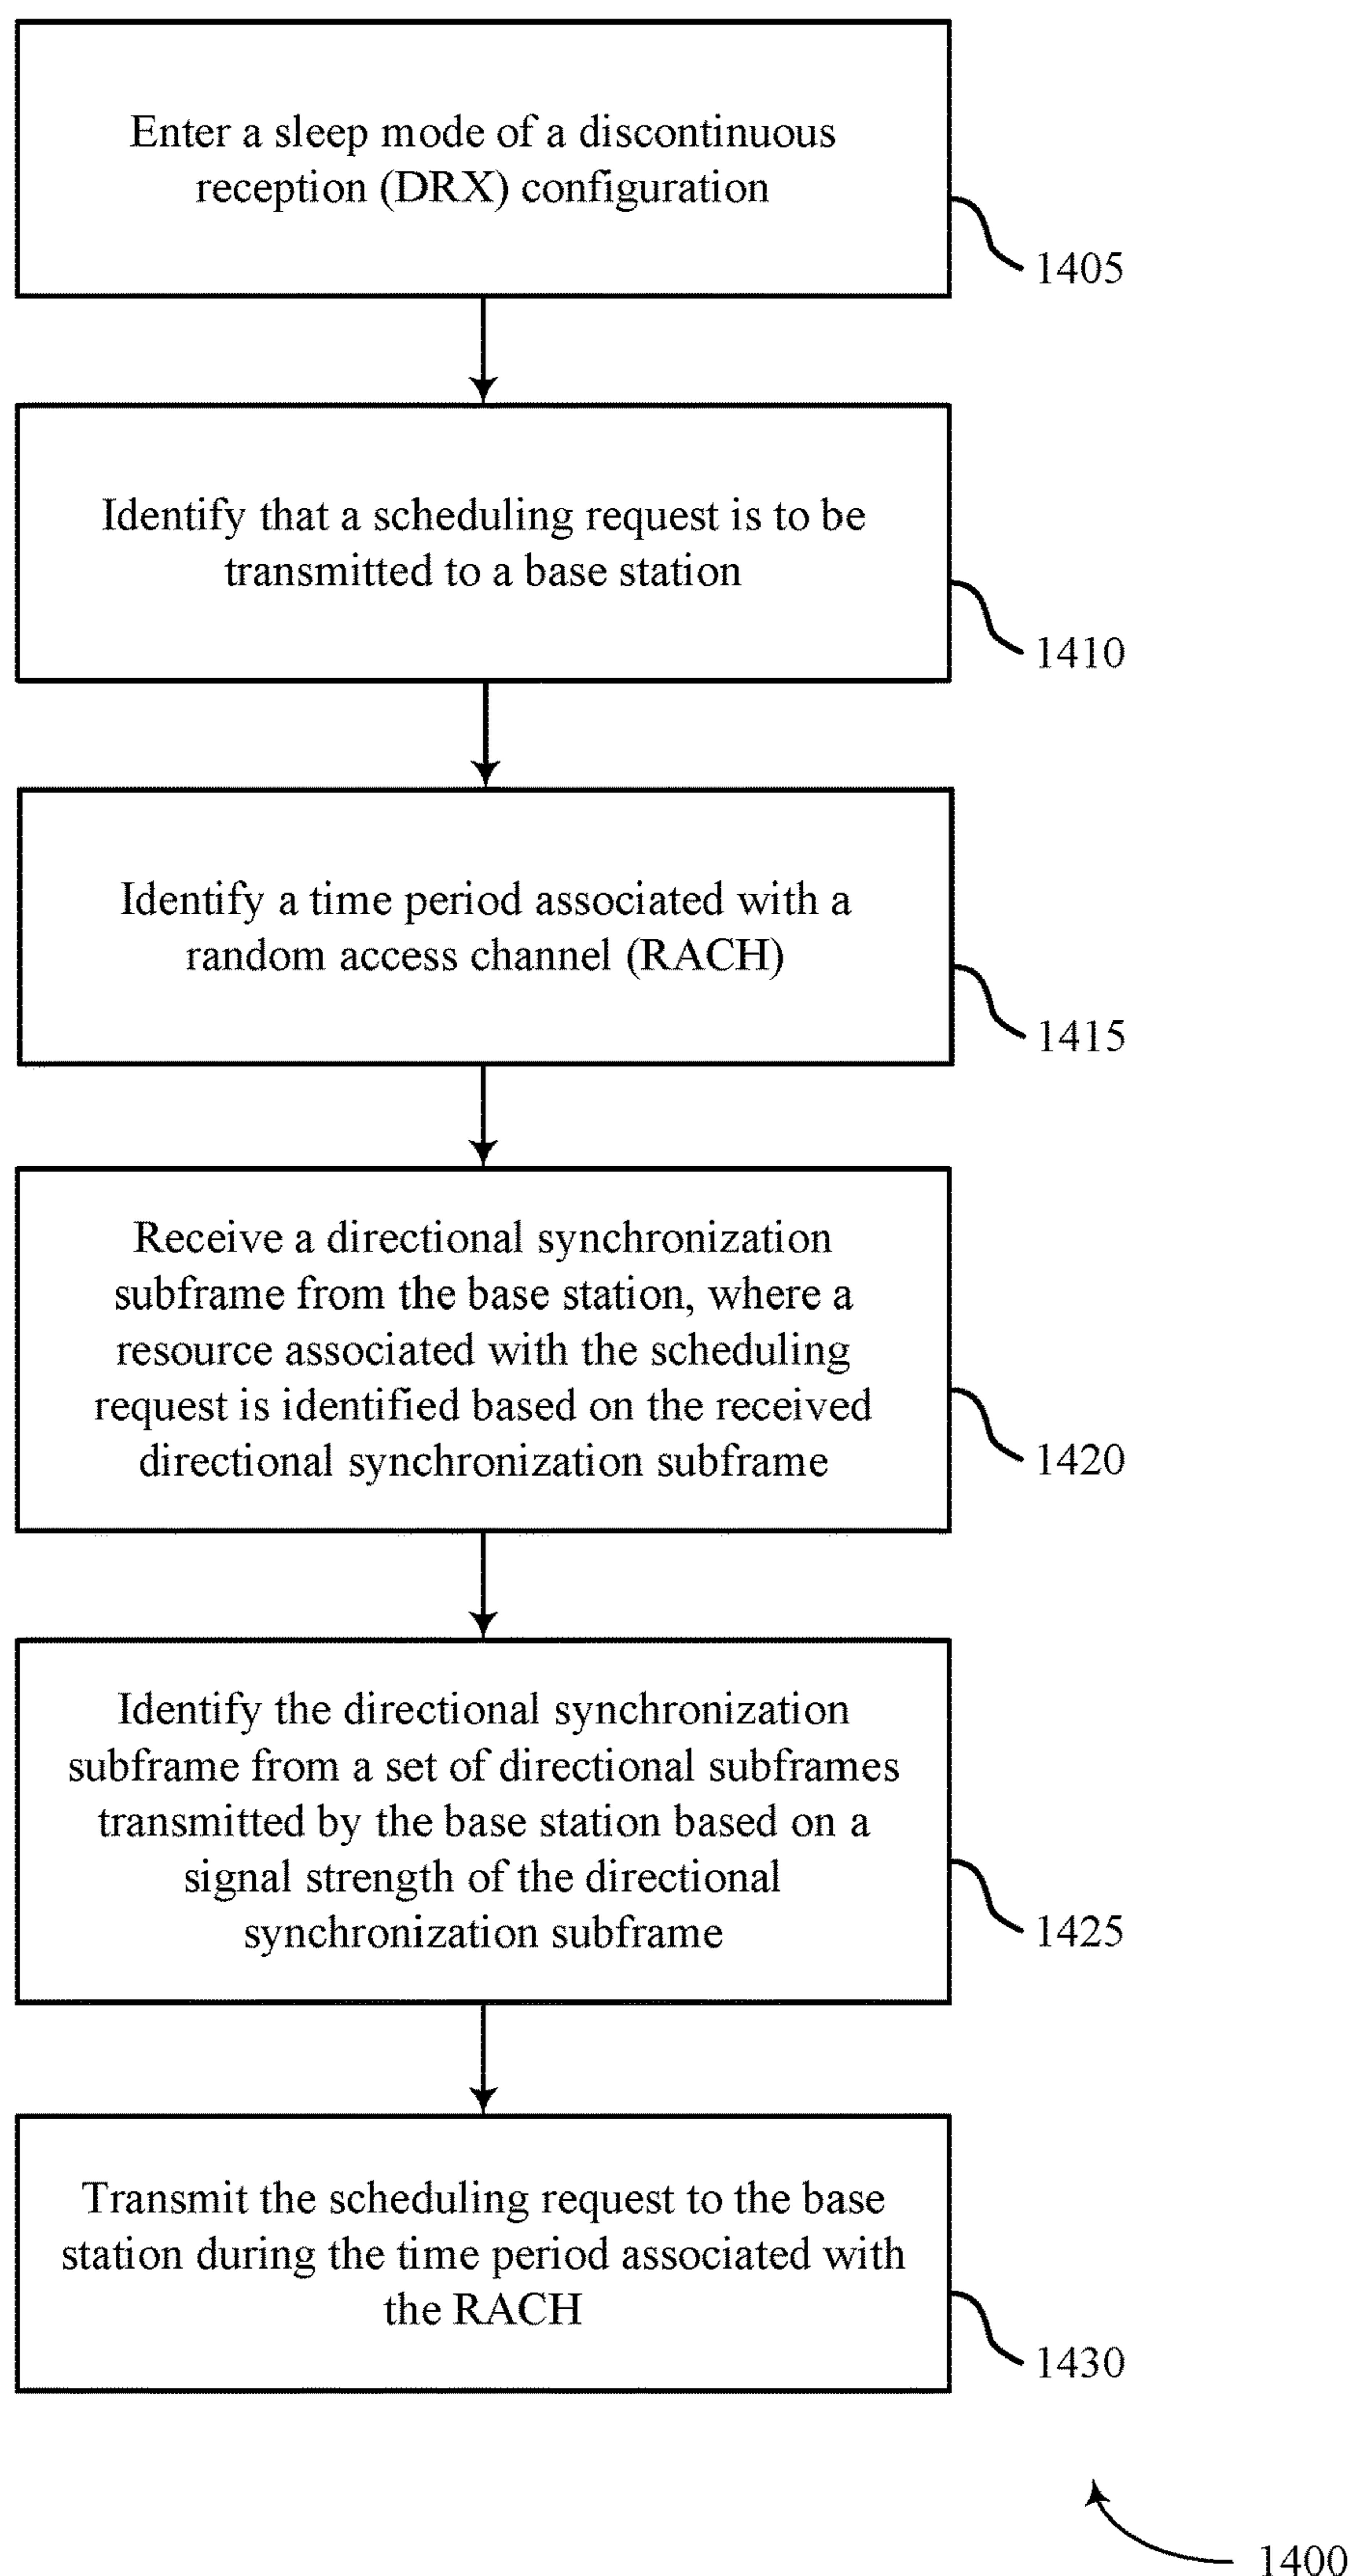 Enter a sleep mode of a discontinuous
reception (DRX) configuration
1405
Identify that a scheduling request is to be
transmitted to a base station
1410
Identify a time period associated with a
random access channel (RACH)
1415
Receive a directional synchronization
subframe from the base station, where a
resource associated with the scheduling
request is identified based on the received
directional synchronization subframe
1420
Identify the directional synchronization
subframe from a set of directional subframes
transmitted by the base station based on a
signal strength of the directional
synchronization subframe
1425
Transmit the scheduling request to the base
station during the time period associated with
the RACH
1430
1400